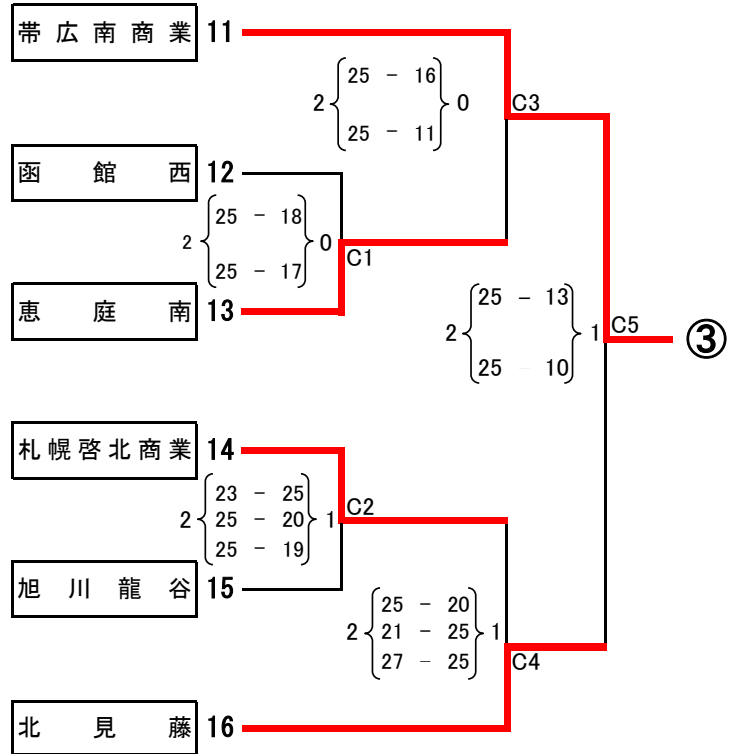 帯広南商業 11
25 - 16
2 0
25 - 11
C3
函館西 12
25 - 18
2 0
25 - 17
C1
恵庭南 13
25 - 13
2 1
25 - 10
C5
③
札幌啓北商業 14
23 - 25
2 25 - 20 1
25 - 19
C2
旭川龍谷 15
25 - 20
2 21 - 25 1
27 - 25
C4
北見藤 16